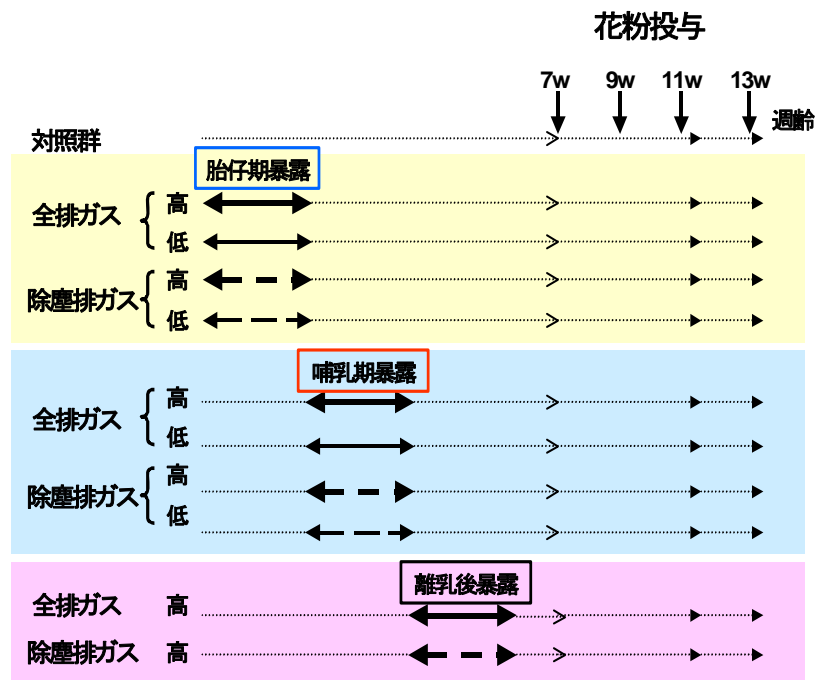 花粉投与
7w 9w 11w 13w
週齢
対照群
胎仔期暴露
全排ガス 高
低
除塵排ガス 高
低
哺乳期暴露
全排ガス 高
低
除塵排ガス 高
低
離乳後暴露
全排ガス 高
除塵排ガス 高